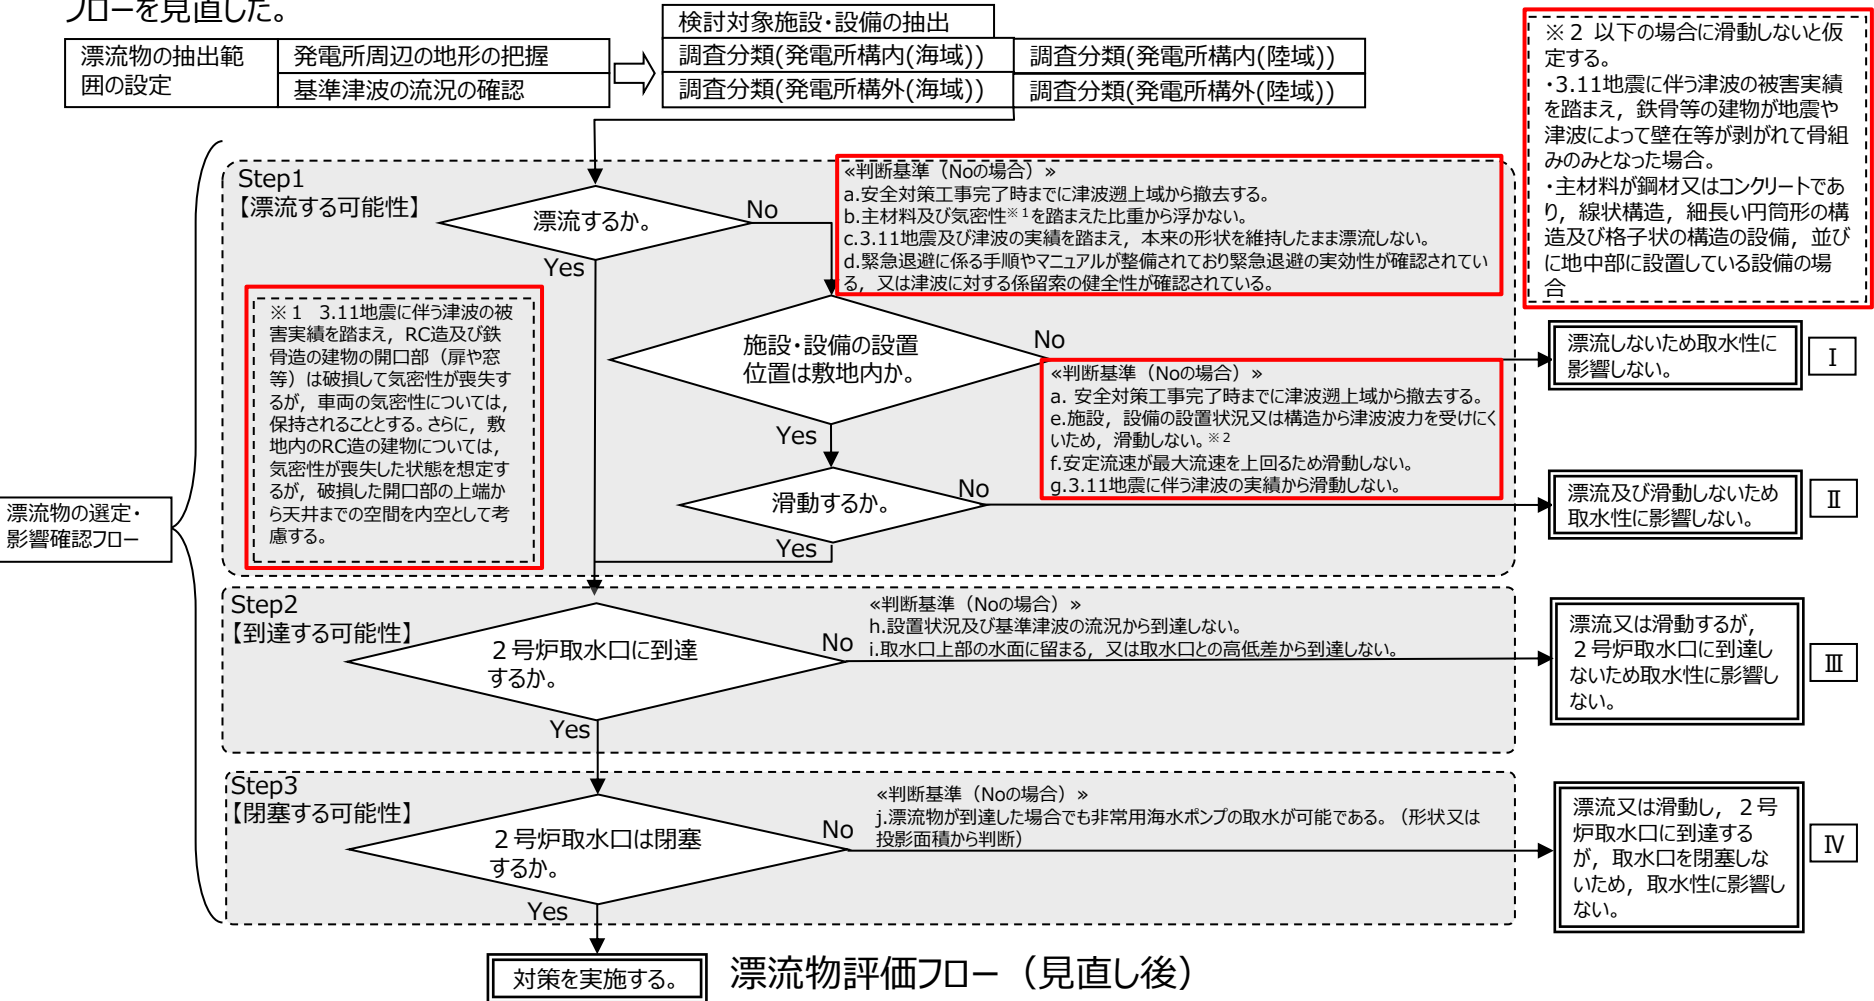 フローを見直した。
漂流物の抽出範
囲の設定
発電所周辺の地形の把握
基準津波の流況の確認
検討対象施設・設備の抽出
調査分類(発電所構内(海域))
調査分類(発電所構内(陸域))
調査分類(発電所構外(海域))
調査分類(発電所構外(陸域))
※２ 以下の場合に滑動しないと仮
定する。
・3.11地震に伴う津波の被害実績
を踏まえ，鉄骨等の建物が地震や
津波によって壁在等が剥がれて骨組
みのみとなった場合。
・主材料が鋼材又はコンクリートであ
り，線状構造，細長い円筒形の構
造及び格子状の構造の設備，並び
に地中部に設置している設備の場
合
漂流物の選定・
影響確認フロー
Step1
【漂流する可能性】
漂流するか。
No
Yes
«判断基準（Noの場合）»
a.安全対策工事完了時までに津波遡上域から撤去する。
b.主材料及び気密性※１を踏まえた比重から浮かない。
c.3.11地震及び津波の実績を踏まえ，本来の形状を維持したまま漂流しない。
d.緊急退避に係る手順やマニュアルが整備されており緊急退避の実効性が確認されてい
る，又は津波に対する係留索の健全性が確認されている。
※１ 3.11地震に伴う津波の被
害実績を踏まえ，RC造及び鉄
骨造の建物の開口部（扉や窓
等）は破損して気密性が喪失す
るが，車両の気密性については，
保持されることとする。さらに，敷
地内のRC造の建物については，
気密性が喪失した状態を想定す
るが，破損した開口部の上端か
ら天井までの空間を内空として考
慮する。
施設・設備の設置
位置は敷地内か。
No
Yes
漂流しないため取水性に
影響しない。
Ⅰ
«判断基準（Noの場合）»
a. 安全対策工事完了時までに津波遡上域から撤去する。
e.施設，設備の設置状況又は構造から津波波力を受けにく
いため，滑動しない。※２
f.安定流速が最大流速を上回るため滑動しない。
g.3.11地震に伴う津波の実績から滑動しない。
滑動するか。
No
Yes
漂流及び滑動しないため
取水性に影響しない。
Ⅱ
Step2
【到達する可能性】
２号炉取水口に到達
するか。
No
Yes
«判断基準（Noの場合）»
h.設置状況及び基準津波の流況から到達しない。
i.取水口上部の水面に留まる，又は取水口との高低差から到達しない。
漂流又は滑動するが，
２号炉取水口に到達し
ないため取水性に影響し
ない。
Ⅲ
Step3
【閉塞する可能性】
２号炉取水口は閉塞
するか。
No
Yes
«判断基準（Noの場合）»
j.漂流物が到達した場合でも非常用海水ポンプの取水が可能である。（形状又は
投影面積から判断）
漂流又は滑動し，２号
炉取水口に到達する
が，取水口を閉塞しな
いため，取水性に影響し
ない。
Ⅳ
対策を実施する。
漂流物評価フロー（見直し後）